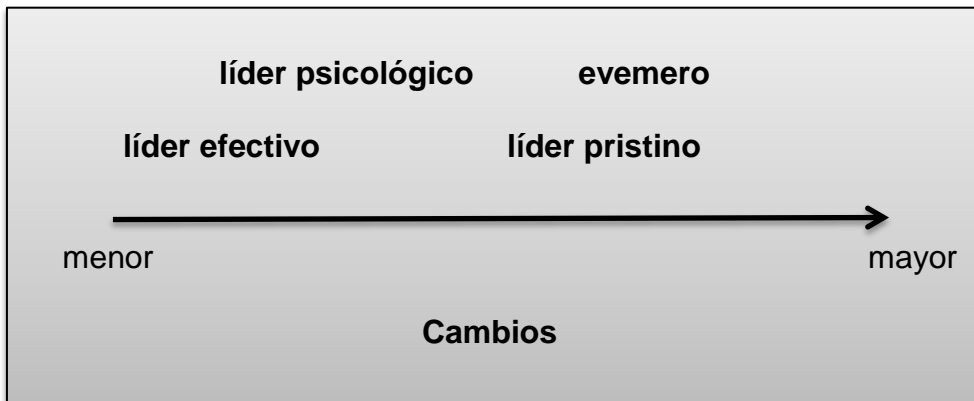 líder psicológico evemero
líder efectivo líder pristino
menor mayor
Cambios